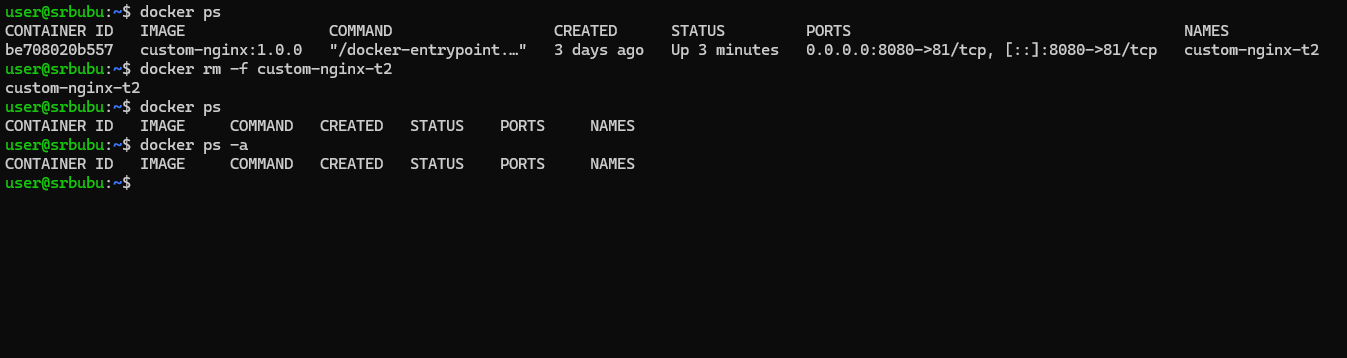 user@srbubu:~$ docker ps
CONTAINER ID   IMAGE                COMMAND                  CREATED      STATUS         PORTS                                     NAMES
be708020b557   custom-nginx:1.0.0   "/docker-entrypoint.…"   3 days ago   Up 3 minutes   0.0.0.0:8080->81/tcp, [::]:8080->81/tcp   custom-nginx-t2
user@srbubu:~$ docker rm -f custom-nginx-t2
custom-nginx-t2
user@srbubu:~$ docker ps
CONTAINER ID   IMAGE     COMMAND   CREATED   STATUS    PORTS     NAMES
user@srbubu:~$ docker ps -a
CONTAINER ID   IMAGE     COMMAND   CREATED   STATUS    PORTS     NAMES
user@srbubu:~$